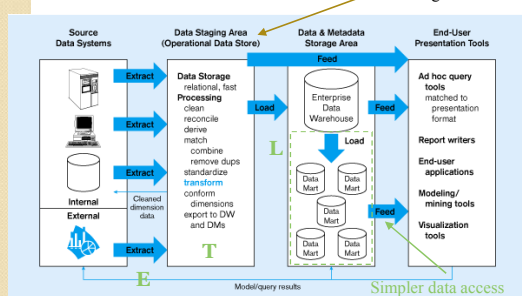 Source
Data Systems
Data Staging Area
(Operational Data Store)
Data & Metadata
Storage Area
End-User
Presentation Tools
Extract
Extract
Extract
Extract
Internal
External
Cleaned
dimension
data
E
Data Storage
relational, fast
Processing
clean
reconcile
derive
match
combine
remove dups
standardize
transform
conform
dimensions
export to DW
and DMs
T
Feed
Load
Enterprise
Data
Warehouse
L
Load
Data
Mart
Data
Mart
Data
Mart
Data
Mart
Data
Mart
Feed
Feed
Ad hoc query
tools
matched to
presentation
format
Report writers
End-user
applications
Modeling/
mining tools
Visualization
tools
Model/query results
Simpler data access